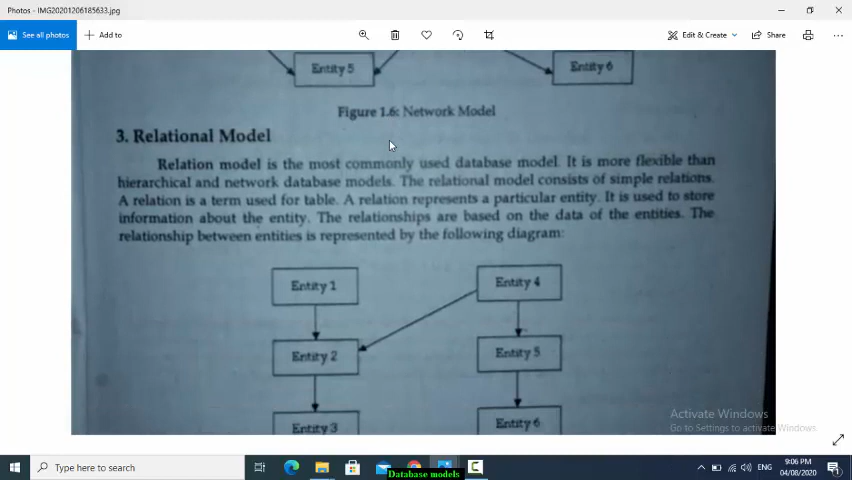 Photos - IMG20201206185633.jpg
See all photos
Add to
Edit & Create
Share
Entity 5
Entity 6
Figure 1.6: Network Model
3. Relational Model
Relation model is the most commonly used database model. It is more flexible than
hierarchical and network database models. The relational model consists of simple relations.
A relation is a term used for table. A relation represents a particular entity. It is used to store
information about the entity. The relationships are based on the data of the entities. The
relationship between entities is represented by the following diagram:
Entity 1
Entity 4
Entity 2
Entity 5
Entity 3
Entity 6
Activate Windows
Go to Settings to activate Windows.
Type here to search
Database models
ENG
9:06 PM
04/08/2020